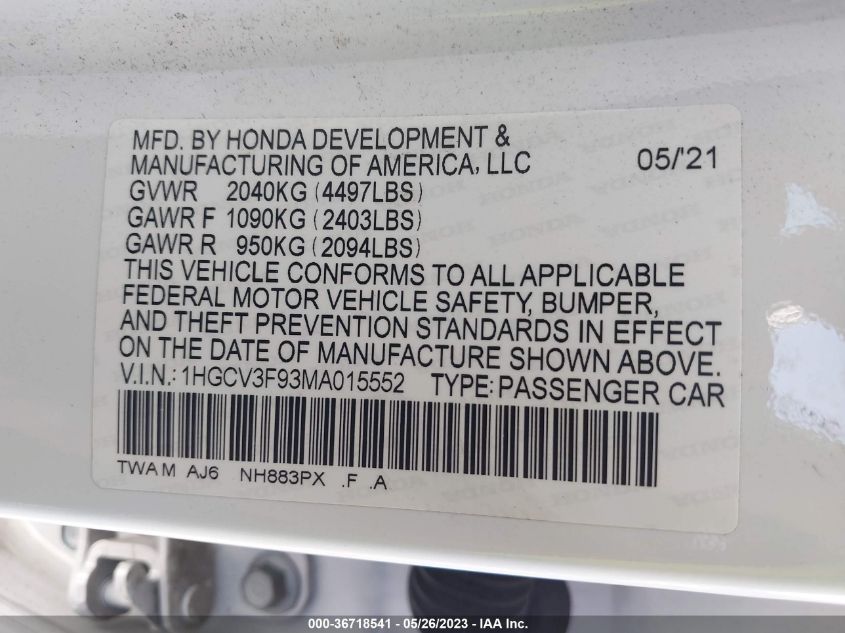 MFD. BY HONDA DEVELOPMENT &
MANUFACTURING OF AMERICA, LLC 05/'21
GVWR 2040KG (4497LBS)
GAWR F 1090KG (2403LBS)
GAWR R 950KG (2094LBS)
THIS VEHICLE CONFORMS TO ALL APPLICABLE
FEDERAL MOTOR VEHICLE SAFETY, BUMPER,
AND THEFT PREVENTION STANDARDS IN EFFECT
ON THE DATE OF MANUFACTURE SHOWN ABOVE.
V.I.N.: 1HGCV3F93MA015552 TYPE: PASSENGER CAR
TWA M AJ6 NH883PX .F .A
000-36718541 - 05/26/2023 - IAA Inc.